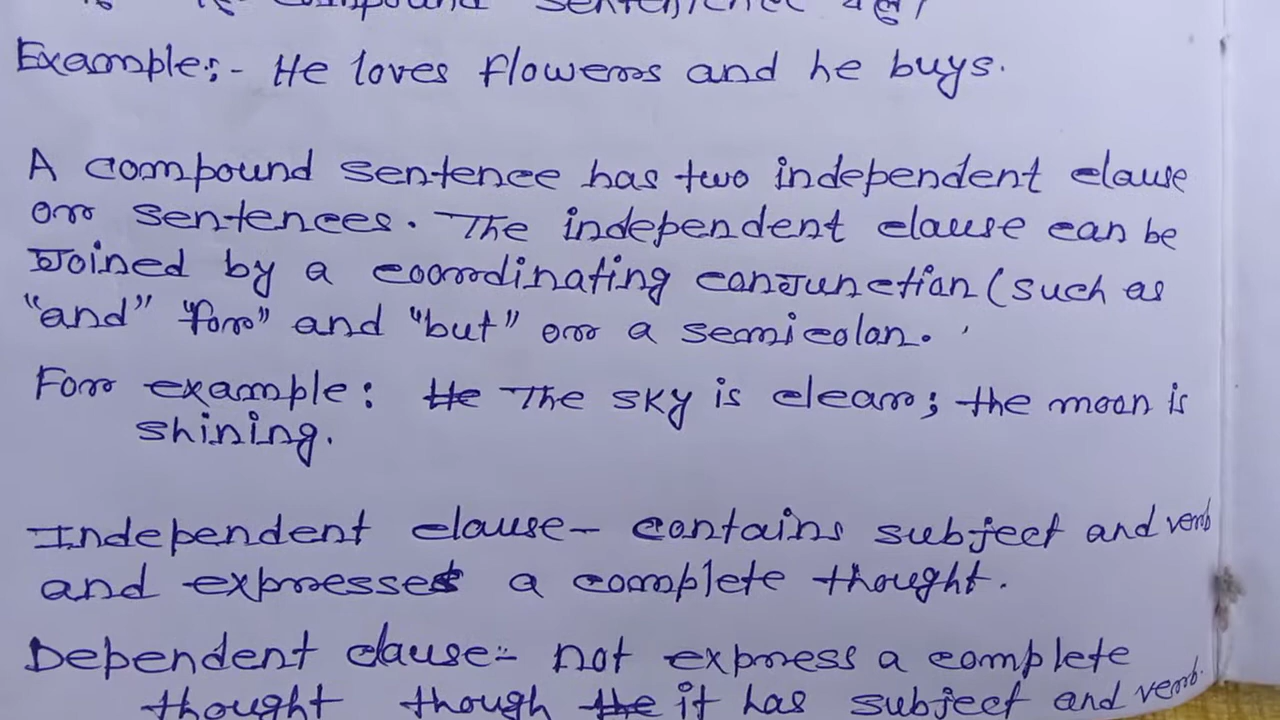 compound sentence
Example:- He loves flowers and he buys.
A compound sentence has two independent clause
or sentences. The independent clause can be
Joined by a coordinating conjunction (such as
"and" "for" and "but" or a semicolon.
For example: He The sky is clear; the moon is
shining.
Independent clause- contains subject and verb
and expresses a complete thought.
Dependent clause:- not express a complete
thought though the it has subject and verb.